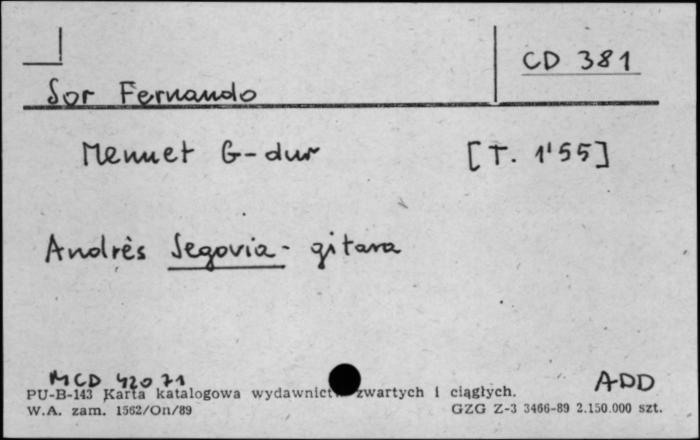 CD 381
Sor Fernando
Menuet G-dur [T. 1'55]
Andrès Segovia - gitara
MCD 42071 ADD
PU-B-143 Karta katalogowa wydawnictw zwartych i ciągłych.
W.A. zam. 1562/On/89 GZG Z-3 3466-89 2.150.000 szt.